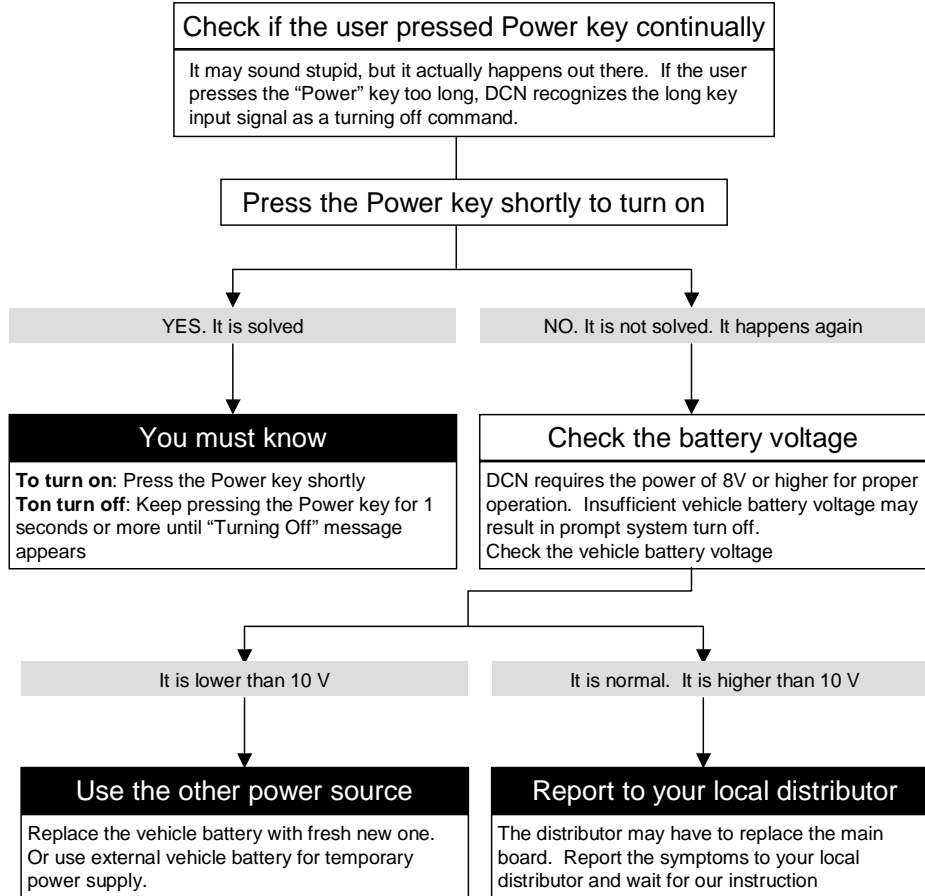 Check if the user pressed Power key continually
It may sound stupid, but it actually happens out there.  If the user
presses the “Power” key too long, DCN recognizes the long key
input signal as a turning off command.
Press the Power key shortly to turn on
YES. It is solved
NO. It is not solved. It happens again
You must know
To turn on: Press the Power key shortly
Ton turn off: Keep pressing the Power key for 1
seconds or more until “Turning Off” message
appears
Check the battery voltage
DCN requires the power of 8V or higher for proper
operation.  Insufficient vehicle battery voltage may
result in prompt system turn off.
Check the vehicle battery voltage
It is lower than 10 V
It is normal.  It is higher than 10 V
Use the other power source
Replace the vehicle battery with fresh new one.
Or use external vehicle battery for temporary
power supply.
Report to your local distributor
The distributor may have to replace the main
board.  Report the symptoms to your local
distributor and wait for our instruction